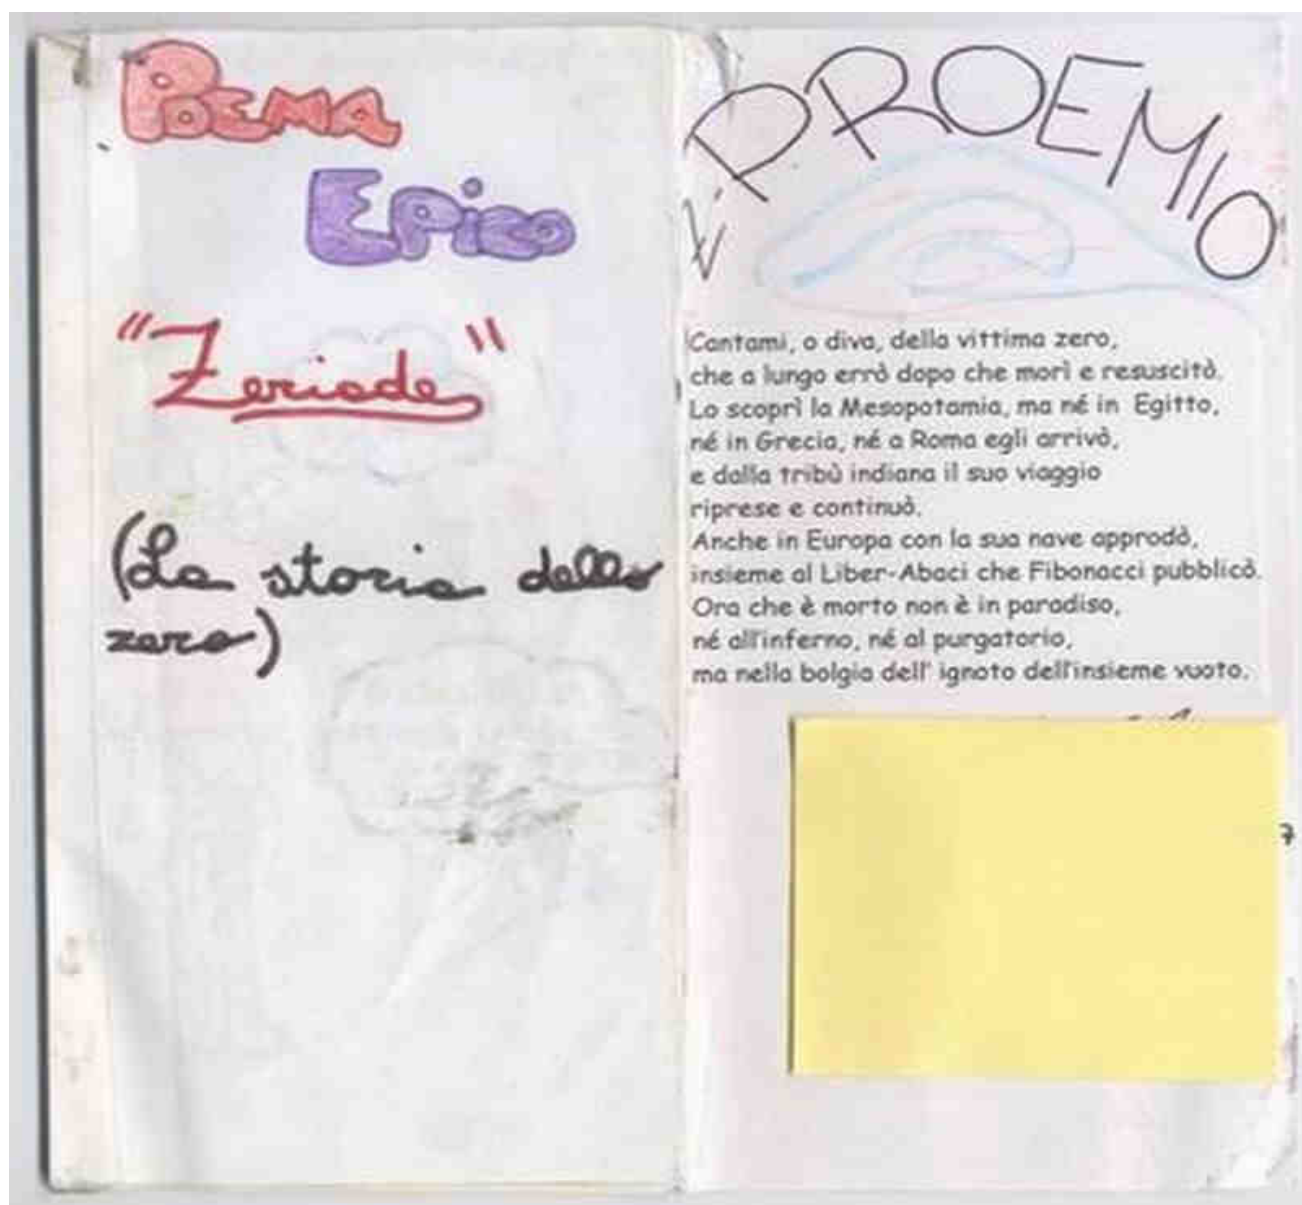 POEMA
EPICO
"Zeriade"
(La storia dello
zero)
PROEMIO
Cantami, o diva, della vittima zero,
che a lungo errò dopo che morì e resuscitò.
Lo scoprì la Mesopotamia, ma né in Egitto,
né in Grecia, né a Roma egli arrivò,
e dalla tribù indiana il suo viaggio
riprese e continuò.
Anche in Europa con la sua nave approdò,
insieme al Liber-Abaci che Fibonacci pubblicò.
Ora che è morto non è in paradiso,
né all'inferno, né al purgatorio,
ma nella bolgia dell' ignoto dell'insieme vuoto.